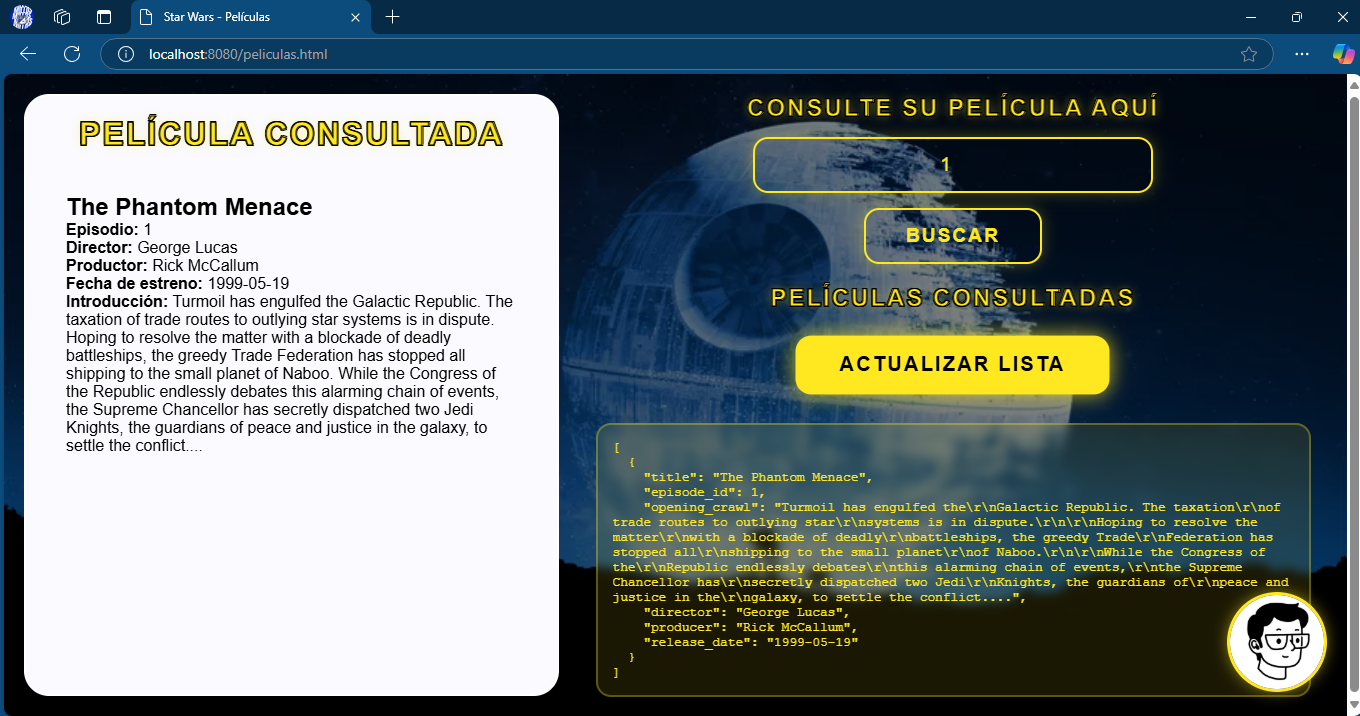 Star Wars - Películas
localhost:8080/peliculas.html
PELÍCULA CONSULTADA
The Phantom Menace
Episodio: 1
Director: George Lucas
Productor: Rick McCallum
Fecha de estreno: 1999-05-19
Introducción: Turmoil has engulfed the Galactic Republic. The
taxation of trade routes to outlying star systems is in dispute.
Hoping to resolve the matter with a blockade of deadly
battleships, the greedy Trade Federation has stopped all
shipping to the small planet of Naboo. While the Congress of
the Republic endlessly debates this alarming chain of events,
the Supreme Chancellor has secretly dispatched two Jedi
Knights, the guardians of peace and justice in the galaxy, to
settle the conflict....
CONSULTE SU PELÍCULA AQUÍ
1
BUSCAR
PELÍCULAS CONSULTADAS
ACTUALIZAR LISTA
[
{
"title": "The Phantom Menace",
"episode_id": 1,
"opening_crawl": "Turmoil has engulfed the\r\nGalactic Republic. The taxation\r\nof
trade routes to outlying star\r\nsystems is in dispute.\r\n\r\nHoping to resolve the
matter\r\nwith a blockade of deadly\r\nbattleships, the greedy Trade\r\nFederation has
stopped all\r\nshipping to the small planet\r\nof Naboo.\r\n\r\nWhile the Congress of
the\r\nRepublic endlessly debates\r\nthis alarming chain of events,\r\nthe Supreme
Chancellor has\r\nsecretly dispatched two Jedi\r\nKnights, the guardians of\r\npeace and
justice in the\r\ngalaxy, to settle the conflict....",
"director": "George Lucas",
"producer": "Rick McCallum",
"release_date": "1999-05-19"
}
]